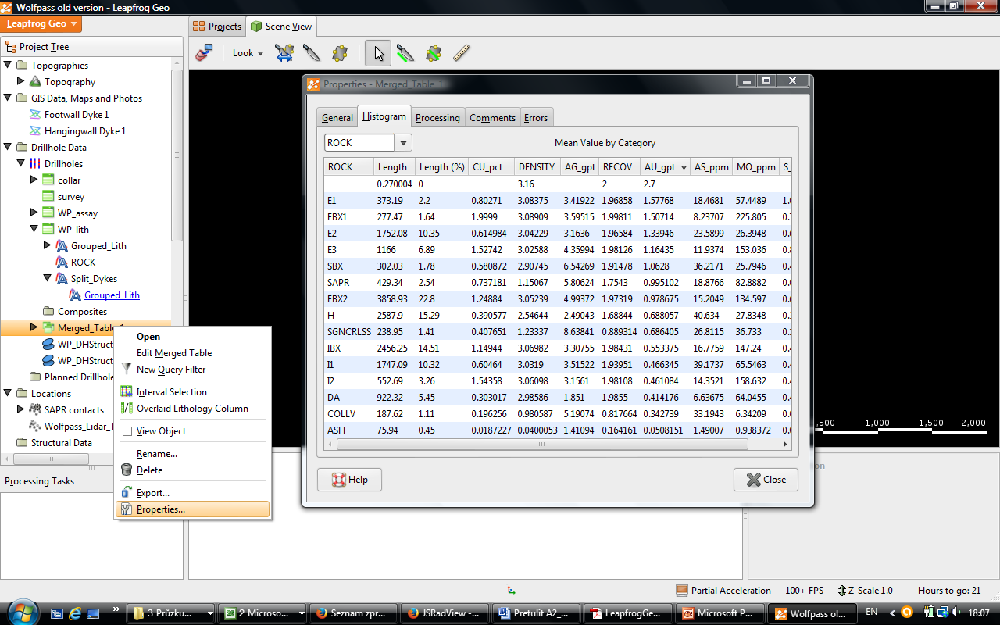 Wolfpass old version - Leapfrog Geo
Leapfrog Geo
Projects
Scene View
Project Tree
Look
Topographies
Topography
GIS Data, Maps and Photos
Footwall Dyke 1
Hangingwall Dyke 1
Drillhole Data
Drillholes
collar
survey
WP_assay
WP_lith
Grouped_Lith
ROCK
Split_Dykes
Grouped_Lith
Composites
Merged_Table_1
WP_DHStruct
WP_DHStruct
Planned Drillhole
Locations
SAPR contacts
Wolfpass_Lidar_T
Structural Data
Processing Tasks
Open
Edit Merged Table
New Query Filter
Interval Selection
Overlaid Lithology Column
View Object
Rename...
Delete
Export...
Properties...
Properties - Merged_Table_1
General Histogram Processing Comments Errors
ROCK
Mean Value by Category
ROCK Length Length (%) CU_pct DENSITY AG_gpt RECOV AU_gpt AS_ppm MO_ppm S_
0.270004 0 3.16 2 2.7
E1 373.19 2.2 0.80271 3.08375 3.41922 1.96858 1.57768 18.4681 57.4489 1.0
EBX1 277.47 1.64 1.9999 3.08909 3.59515 1.99811 1.50714 8.23707 225.805 0.7
E2 1752.08 10.35 0.614984 3.04229 3.1636 1.96584 1.33946 23.5899 26.3948 0.6
E3 1166 6.89 1.52742 3.02588 4.35994 1.98126 1.16435 11.9374 153.036 0.8
SBX 302.03 1.78 0.580872 2.90745 6.54269 1.91478 1.0628 36.2171 25.7946 0.4
SAPR 429.34 2.54 0.737181 1.15067 5.80624 1.7543 0.995102 18.8766 82.8882 0.0
EBX2 3858.93 22.8 1.24884 3.05239 4.99372 1.97319 0.978675 15.2049 134.597 0.6
H 2587.9 15.29 0.390577 2.54644 2.49043 1.68844 0.688057 40.634 27.8348 0.3
SGNCRLSS 238.95 1.41 0.407651 1.23337 8.63841 0.889314 0.686405 26.8115 36.733 0.1
IBX 2456.25 14.51 1.14944 3.06982 3.30755 1.98431 0.553375 16.7759 147.24 0.4
I1 1747.09 10.32 0.60464 3.0319 3.51522 1.93951 0.466345 39.1737 65.5463 0.4
I2 552.69 3.26 1.54358 3.06098 3.1561 1.98108 0.461084 14.3521 158.632 0.4
DA 922.32 5.45 0.303017 2.98586 1.851 1.9855 0.414176 6.63675 64.0455 0.4
COLLV 187.62 1.11 0.196256 0.980587 5.19074 0.817664 0.342739 33.1943 6.34209 0.0
ASH 75.94 0.45 0.0187227 0.0400053 1.41094 0.164161 0.0508151 1.49007 0.938372 0.0
Help
Close
,500 1,000 1,500 2,000
on
Partial Acceleration 100+ FPS Z-Scale 1.0 Hours to go: 21
3 Průzku...
2 Microso...
Seznam zpr...
JSRadView -...
Pretulit A2_...
LeapfrogGe...
Microsoft P...
Wolfpass ol...
EN
18:07